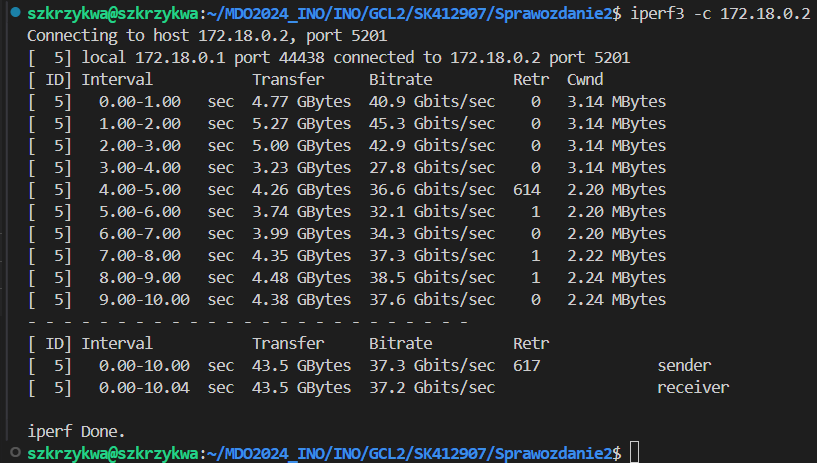 szkrzykwa@szkrzykwa:~/MDO2024_INO/INO/GCL2/SK412907/Sprawozdanie2$ iperf3 -c 172.18.0.2
Connecting to host 172.18.0.2, port 5201
[  5] local 172.18.0.1 port 44438 connected to 172.18.0.2 port 5201
[ ID] Interval           Transfer     Bitrate         Retr  Cwnd
[  5]   0.00-1.00   sec  4.77 GBytes  40.9 Gbits/sec    0   3.14 MBytes
[  5]   1.00-2.00   sec  5.27 GBytes  45.3 Gbits/sec    0   3.14 MBytes
[  5]   2.00-3.00   sec  5.00 GBytes  42.9 Gbits/sec    0   3.14 MBytes
[  5]   3.00-4.00   sec  3.23 GBytes  27.8 Gbits/sec    0   3.14 MBytes
[  5]   4.00-5.00   sec  4.26 GBytes  36.6 Gbits/sec  614   2.20 MBytes
[  5]   5.00-6.00   sec  3.74 GBytes  32.1 Gbits/sec    1   2.20 MBytes
[  5]   6.00-7.00   sec  3.99 GBytes  34.3 Gbits/sec    0   2.20 MBytes
[  5]   7.00-8.00   sec  4.35 GBytes  37.3 Gbits/sec    1   2.22 MBytes
[  5]   8.00-9.00   sec  4.48 GBytes  38.5 Gbits/sec    1   2.24 MBytes
[  5]   9.00-10.00  sec  4.38 GBytes  37.6 Gbits/sec    0   2.24 MBytes
- - - - - - - - - - - - - - - - - - - - - - - - -
[ ID] Interval           Transfer     Bitrate         Retr
[  5]   0.00-10.00  sec  43.5 GBytes  37.3 Gbits/sec  617             sender
[  5]   0.00-10.04  sec  43.5 GBytes  37.2 Gbits/sec                  receiver

iperf Done.
szkrzykwa@szkrzykwa:~/MDO2024_INO/INO/GCL2/SK412907/Sprawozdanie2$